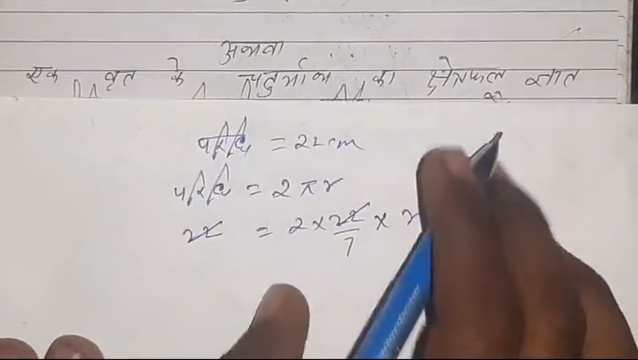 अथवा
एक वृत के चतुर्थांश का क्षेत्रफल ज्ञात
परिधि = 22cm
परिधि = 2πr
22 = 2 × 22/7 × r